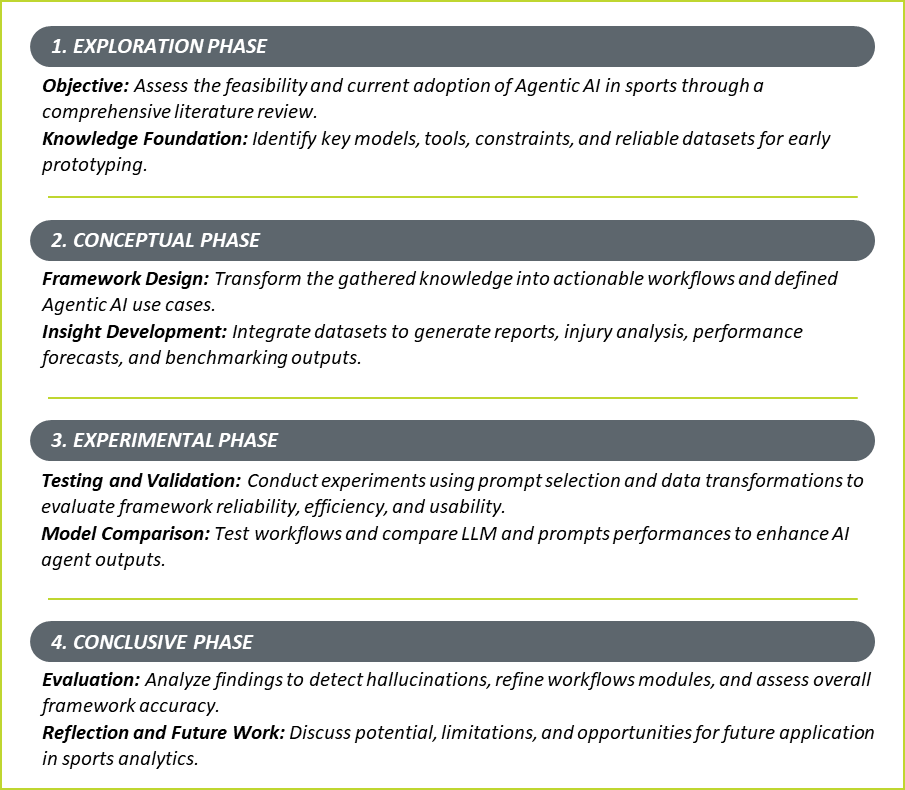 1. EXPLORATION PHASE
Objective: Assess the feasibility and current adoption of Agentic AI in sports through a
comprehensive literature review.
Knowledge Foundation: Identify key models, tools, constraints, and reliable datasets for early
prototyping.
2. CONCEPTUAL PHASE
Framework Design: Transform the gathered knowledge into actionable workflows and defined
Agentic AI use cases.
Insight Development: Integrate datasets to generate reports, injury analysis, performance
forecasts, and benchmarking outputs.
3. EXPERIMENTAL PHASE
Testing and Validation: Conduct experiments using prompt selection and data transformations to
evaluate framework reliability, efficiency, and usability.
Model Comparison: Test workflows and compare LLM and prompts performances to enhance AI
agent outputs.
4. CONCLUSIVE PHASE
Evaluation: Analyze findings to detect hallucinations, refine workflows modules, and assess overall
framework accuracy.
Reflection and Future Work: Discuss potential, limitations, and opportunities for future application
in sports analytics.